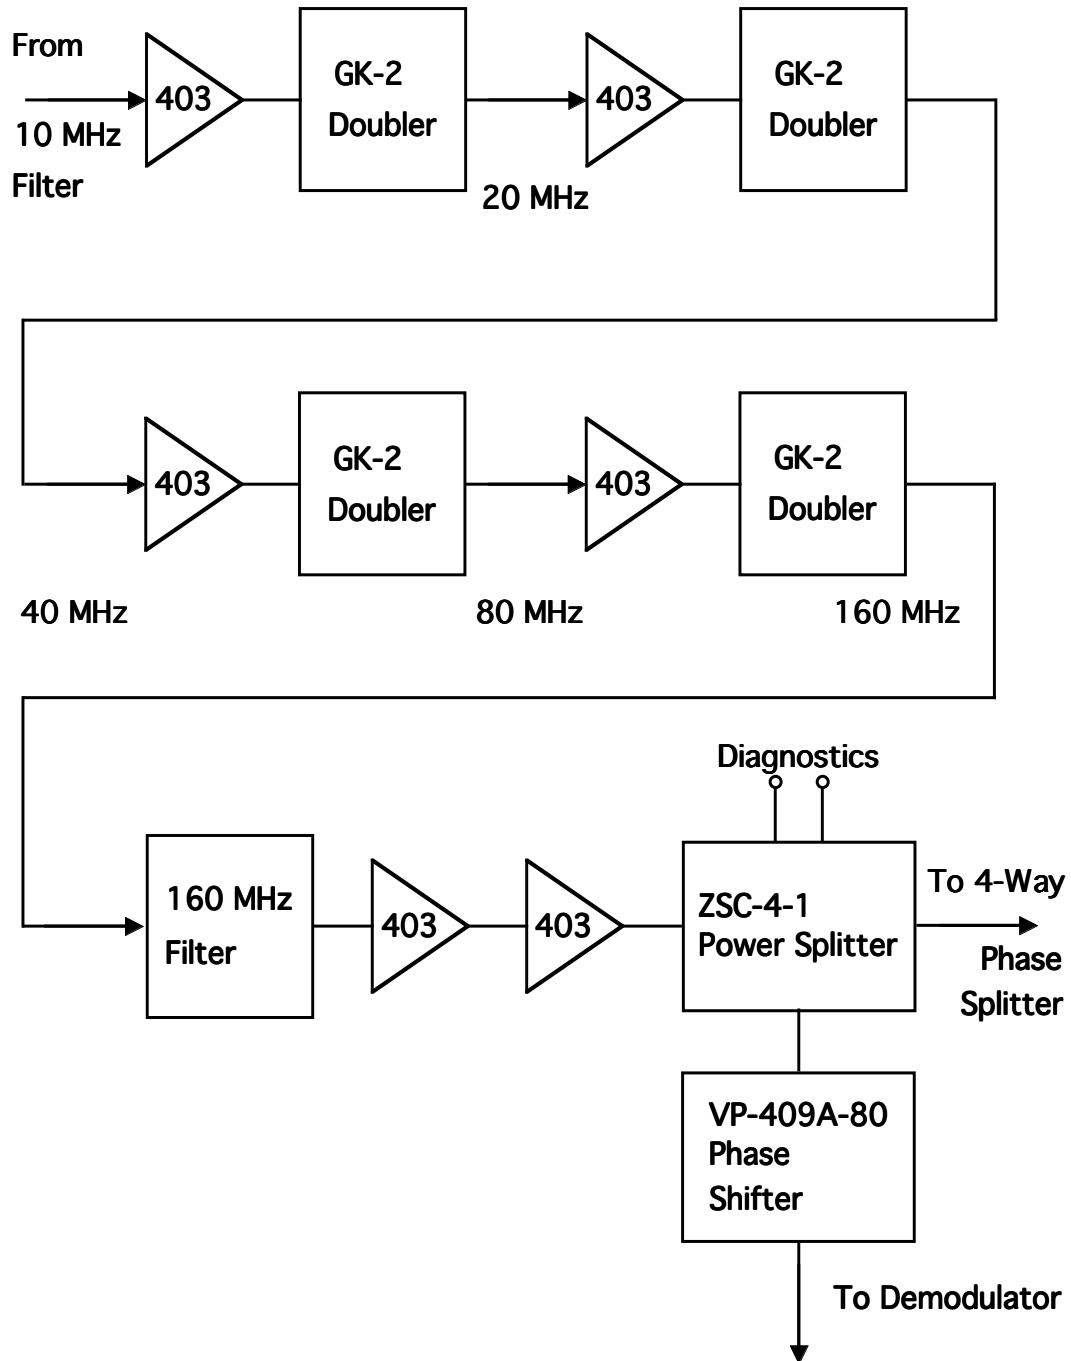 From
10 MHz
Filter
403
GK-2
Doubler
20 MHz
403
GK-2
Doubler
403
GK-2
Doubler
403
GK-2
Doubler
40 MHz
80 MHz
160 MHz
Diagnostics
160 MHz
Filter
403
403
ZSC-4-1
Power Splitter
To 4-Way
Phase
Splitter
VP-409A-80
Phase
Shifter
To Demodulator